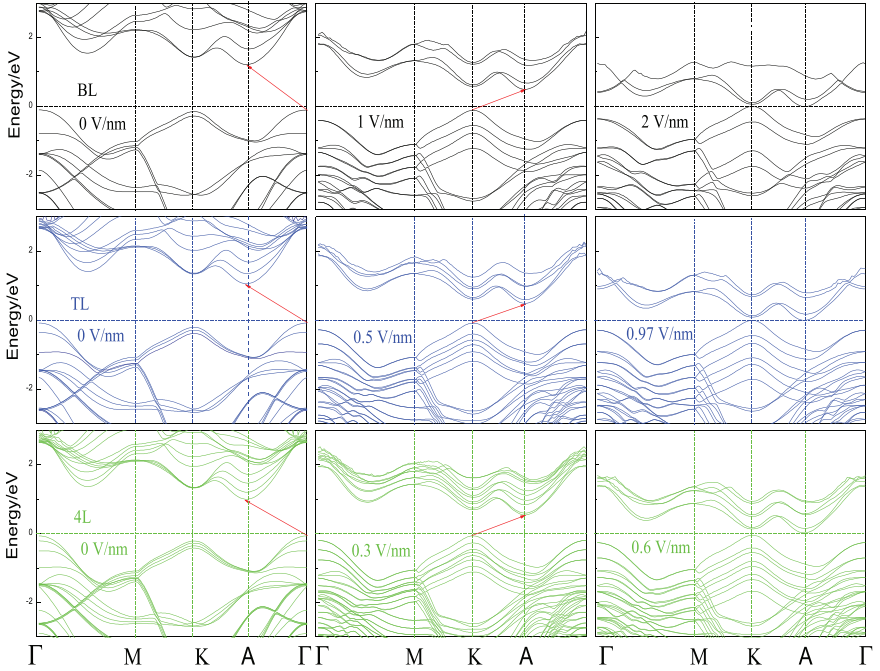 Energy/eV
2
0
-2
BL
0 V/nm
1 V/nm
2 V/nm
Energy/eV
2
0
-2
TL
0 V/nm
0.5 V/nm
0.97 V/nm
Energy/eV
2
0
-2
4L
0 V/nm
0.3 V/nm
0.6 V/nm
Γ M K A Γ Γ M K A M K A Γ